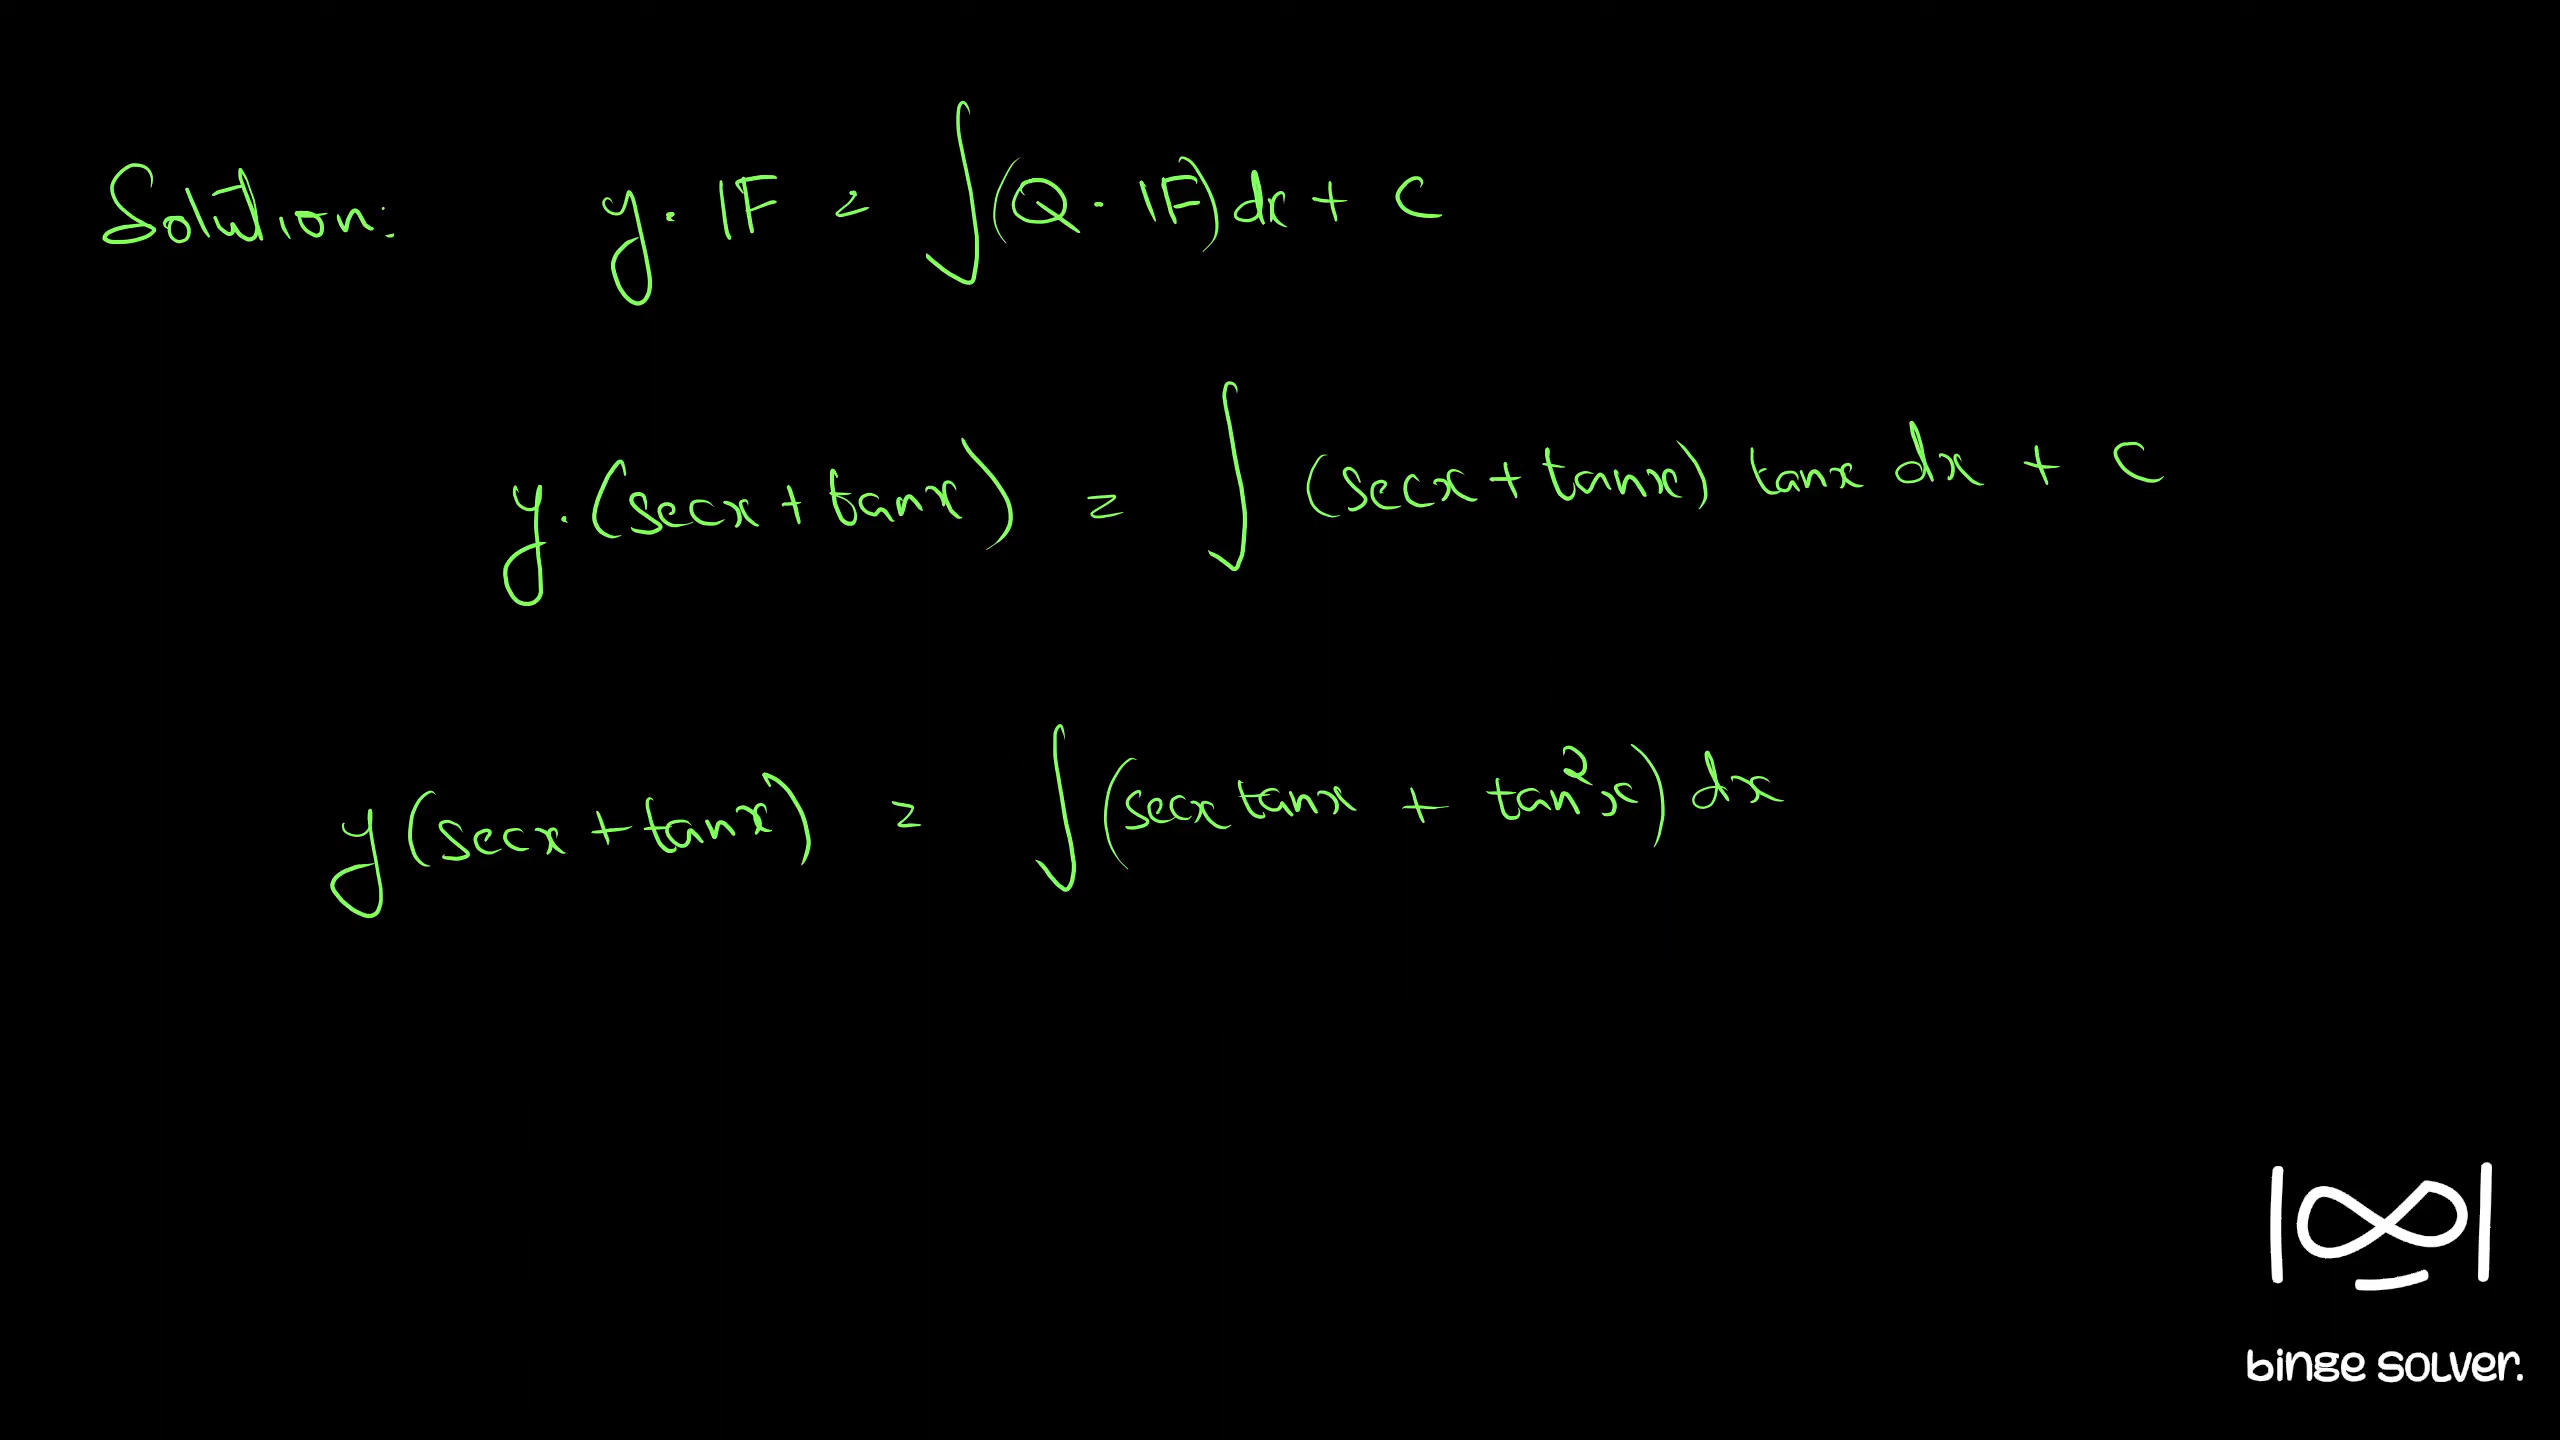 Solution: y. IF = ∫(Q. IF)dx + C
y.(secx + tanx) = ∫ (secx + tanx) tanx dx + C
y(secx + tanx) = ∫(secx tanx + tan²x) dx
binge solver.